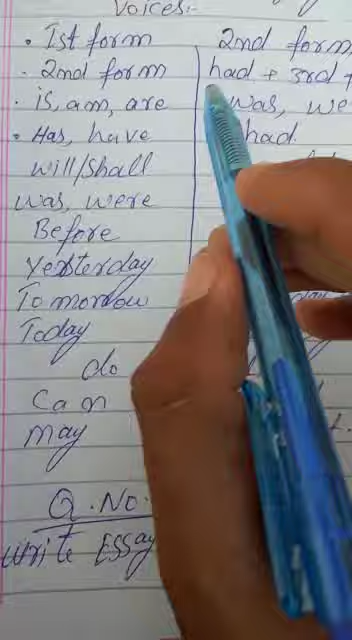 Voices:-
• Ist form 2nd form,
• 2nd form had + 3rd +
• is, am, are was, we
• Has, have had
will/shall
was, were
Before
Yesterday
Tomorrow
Today
do
Can
may
Q.No.
write Essay